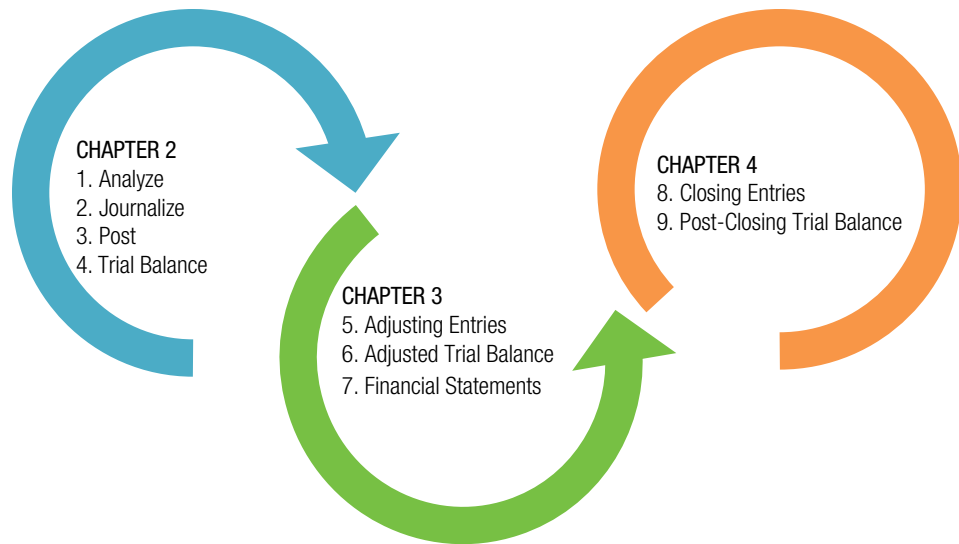 CHAPTER 2
1. Analyze
2. Journalize
3. Post
4. Trial Balance
CHAPTER 3
5. Adjusting Entries
6. Adjusted Trial Balance
7. Financial Statements
CHAPTER 4
8. Closing Entries
9. Post-Closing Trial Balance